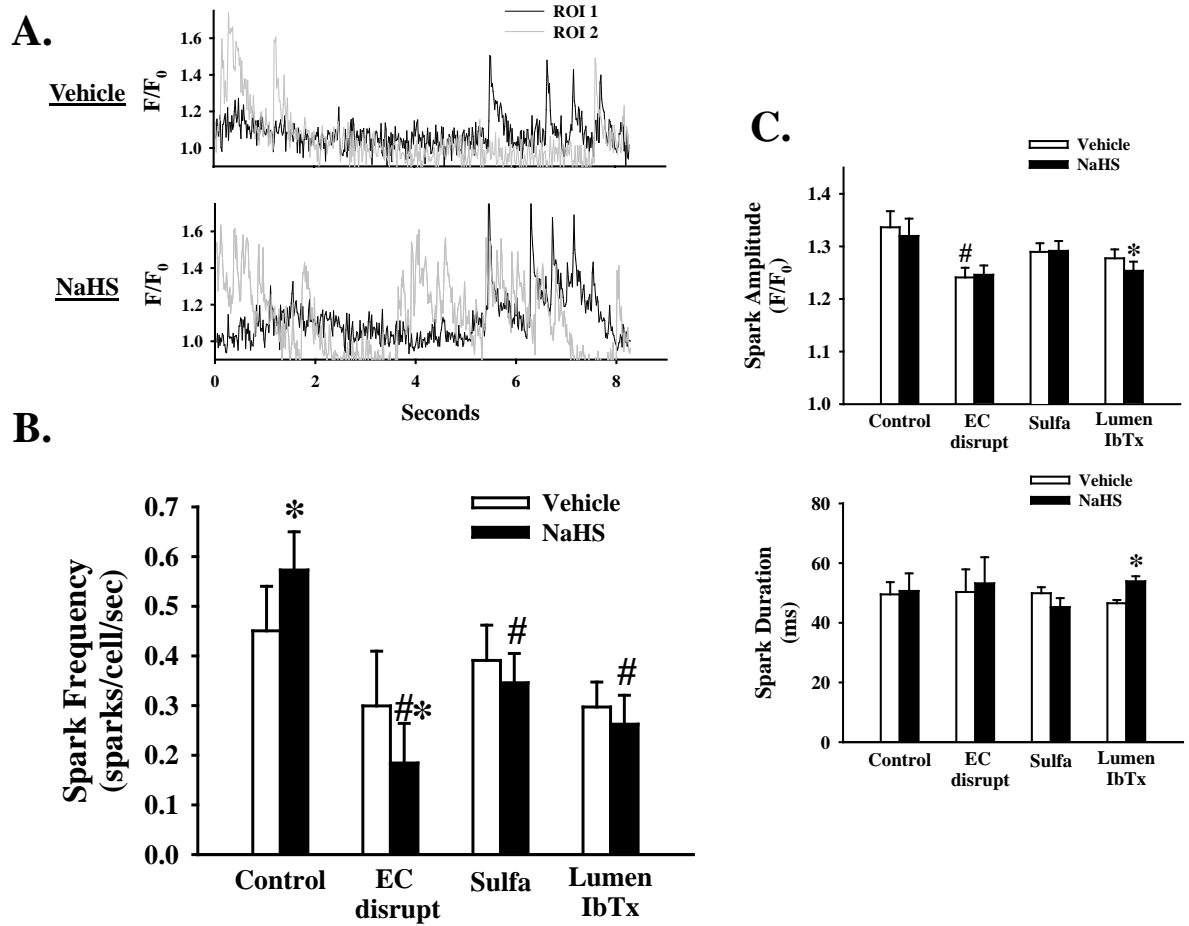 A.
ROI 1
ROI 2
Vehicle
F/F0
1.6
1.4
1.2
1.0
NaHS
F/F0
1.6
1.4
1.2
1.0
0 2 4 6 8
Seconds
B.
Vehicle
NaHS
Spark Frequency
(sparks/cell/sec)
0.7
0.6
0.5
0.4
0.3
0.2
0.1
0.0
*
#*
#
#
Control
EC
disrupt
Sulfa
Lumen
IbTx
C.
Vehicle
NaHS
Spark Amplitude
(F/F0)
1.4
1.3
1.2
1.1
1.0
#
*
Control
EC
disrupt
Sulfa
Lumen
IbTx
Vehicle
NaHS
Spark Duration
(ms)
80
60
40
20
0
*
Control
EC
disrupt
Sulfa
Lumen
IbTx